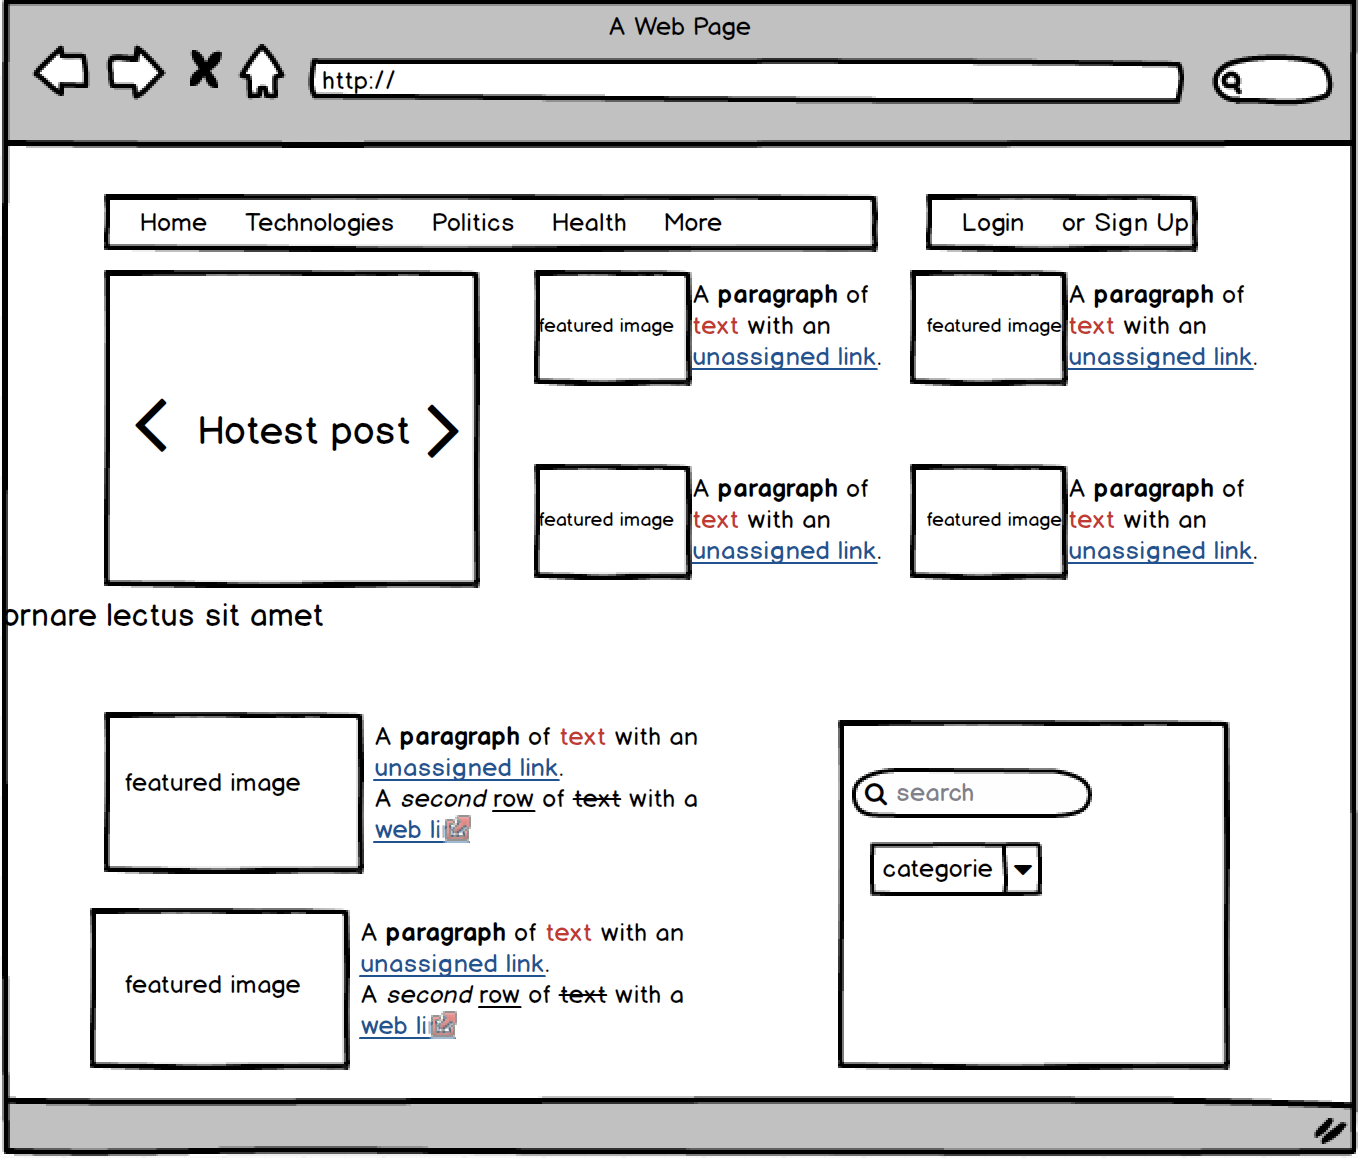 A Web Page
http://
Home Technologies Politics Health More
Login or Sign Up
Hotest post
featured image
A paragraph of
text with an
unassigned link.
featured image
A paragraph of
text with an
unassigned link.
featured image
A paragraph of
text with an
unassigned link.
featured image
A paragraph of
text with an
unassigned link.
ornare lectus sit amet
featured image
A paragraph of text with an
unassigned link.
A second row of text with a
web link
featured image
A paragraph of text with an
unassigned link.
A second row of text with a
web link
search
categorie